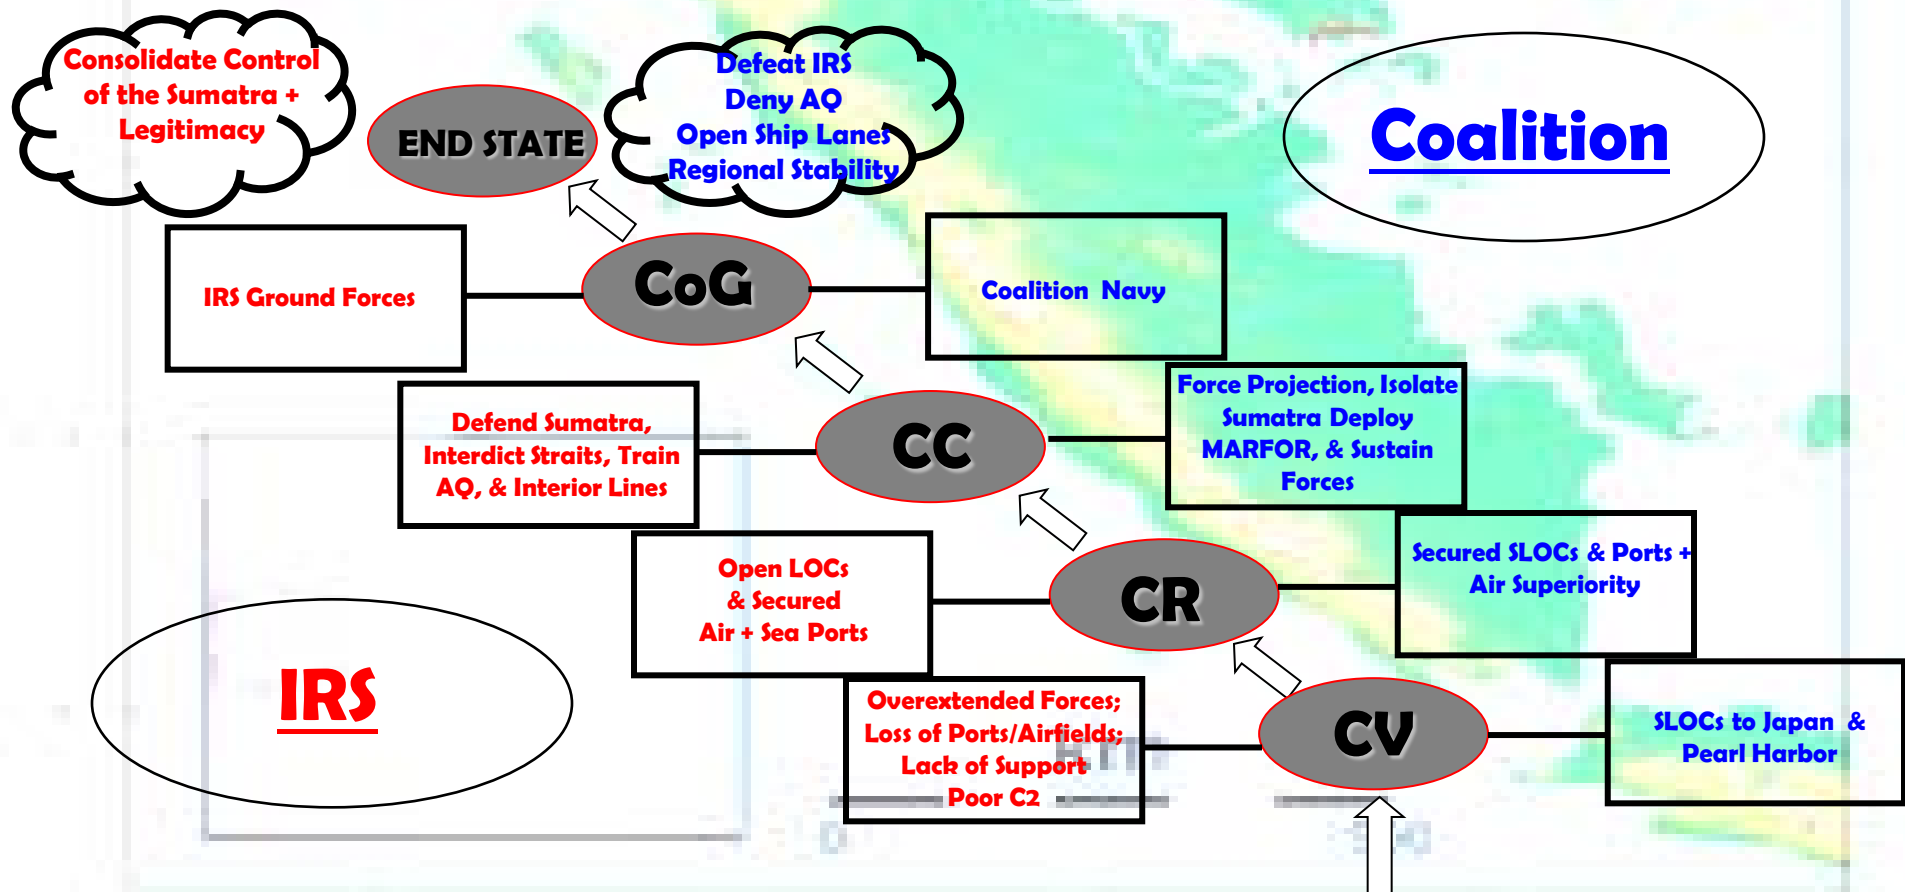 Consolidate Control
of the Sumatra +
Legitimacy
END STATE
Defeat IRS
Deny AQ
Open Ship Lanes
Regional Stability
Coalition
IRS Ground Forces
CoG
Coalition Navy
Defend Sumatra,
Interdict Straits, Train
AQ, & Interior Lines
CC
Force Projection, Isolate
Sumatra Deploy
MARFOR, & Sustain
Forces
Open LOCs
& Secured
Air + Sea Ports
CR
Secured SLOCs & Ports +
Air Superiority
IRS
Overextended Forces;
Loss of Ports/Airfields;
Lack of Support
Poor C2
CV
SLOCs to Japan &
Pearl Harbor
0